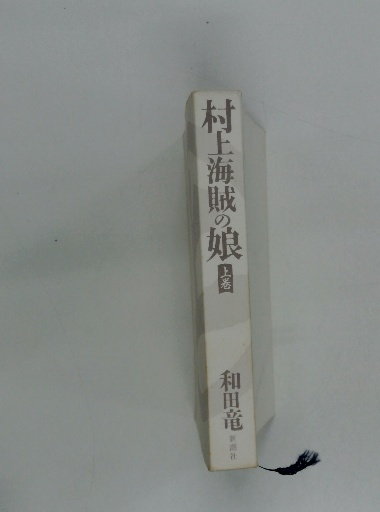 村上海賊の娘
上巻
和田竜
新潮社